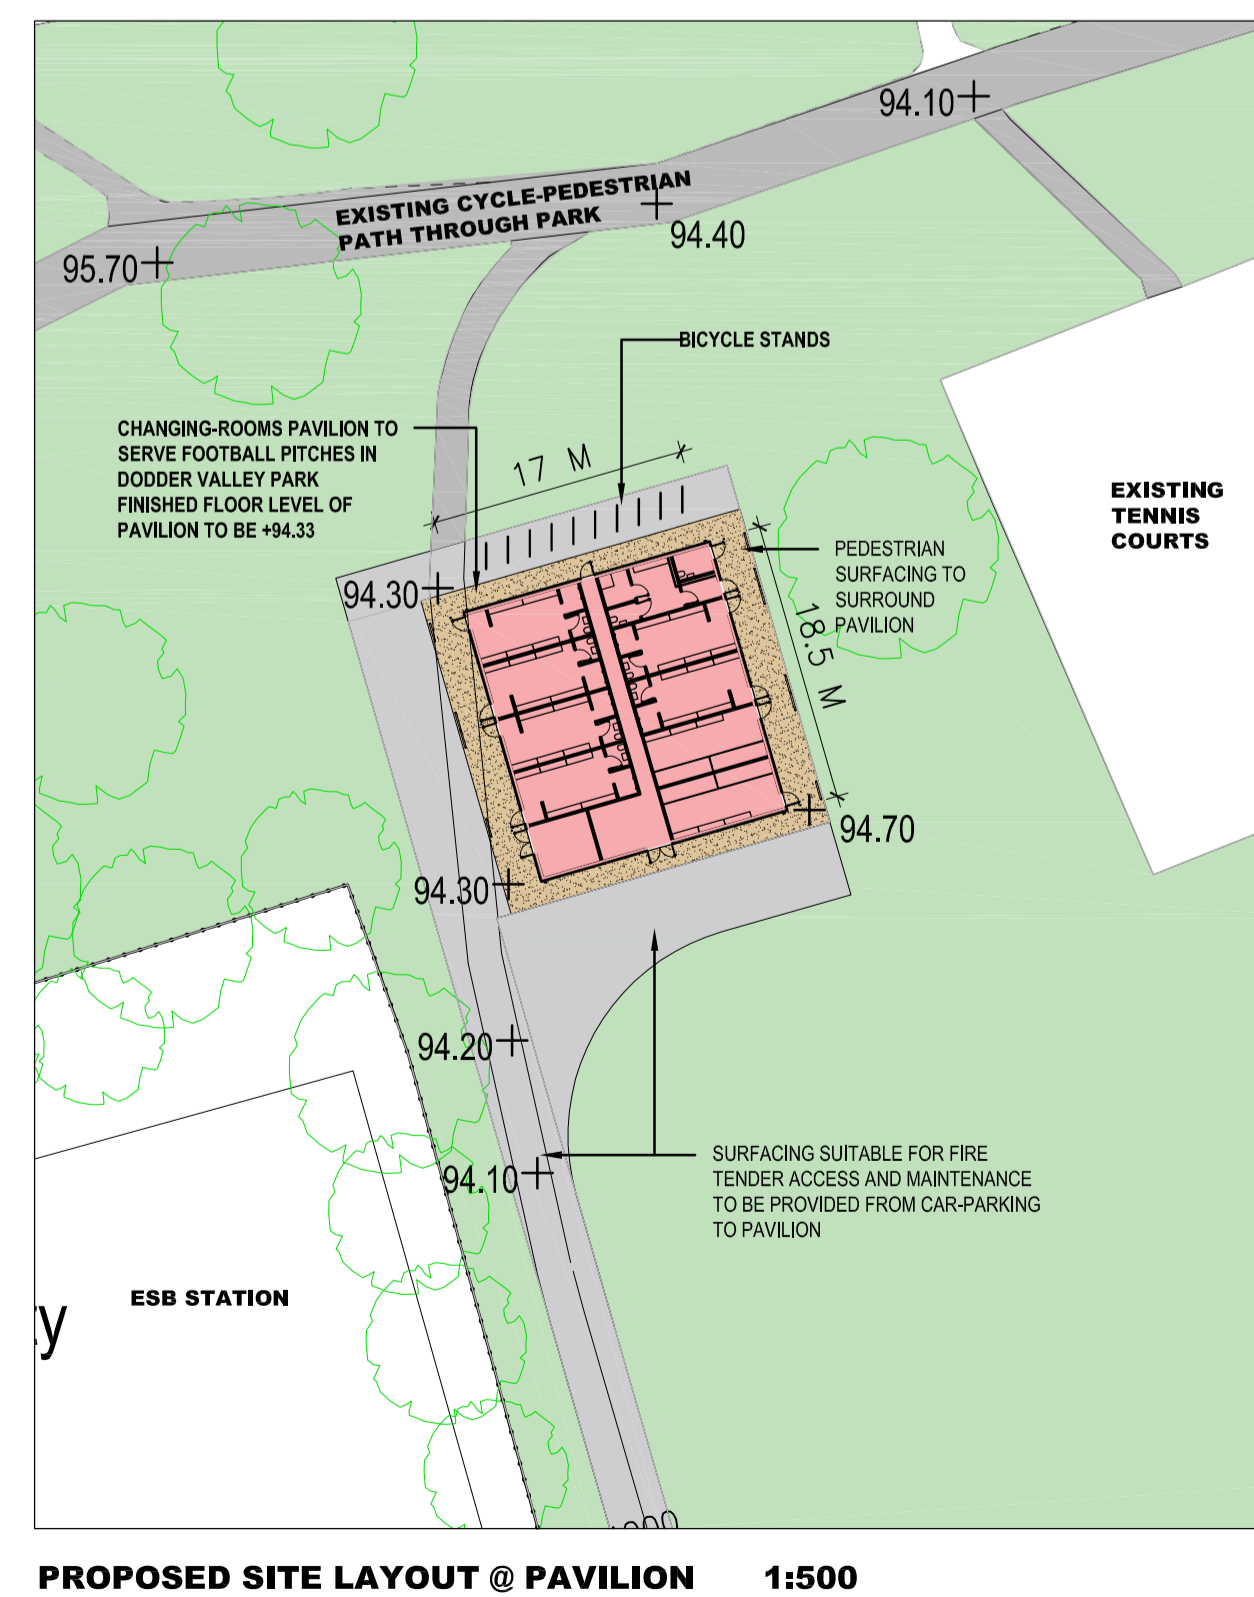 94.10
EXISTING CYCLE-PEDESTRIAN
PATH THROUGH PARK
94.40
95.70
BICYCLE STANDS
CHANGING-ROOMS PAVILION TO
SERVE FOOTBALL PITCHES IN
DODDER VALLEY PARK
FINISHED FLOOR LEVEL OF
PAVILION TO BE +94.33
17 M
EXISTING
TENNIS
COURTS
PEDESTRIAN
SURFACING TO
SURROUND
PAVILION
94.30
18.5 M
94.70
94.30
94.20
94.10
SURFACING SUITABLE FOR FIRE
TENDER ACCESS AND MAINTENANCE
TO BE PROVIDED FROM CAR-PARKING
TO PAVILION
ESB STATION
PROPOSED SITE LAYOUT @ PAVILION 1:500